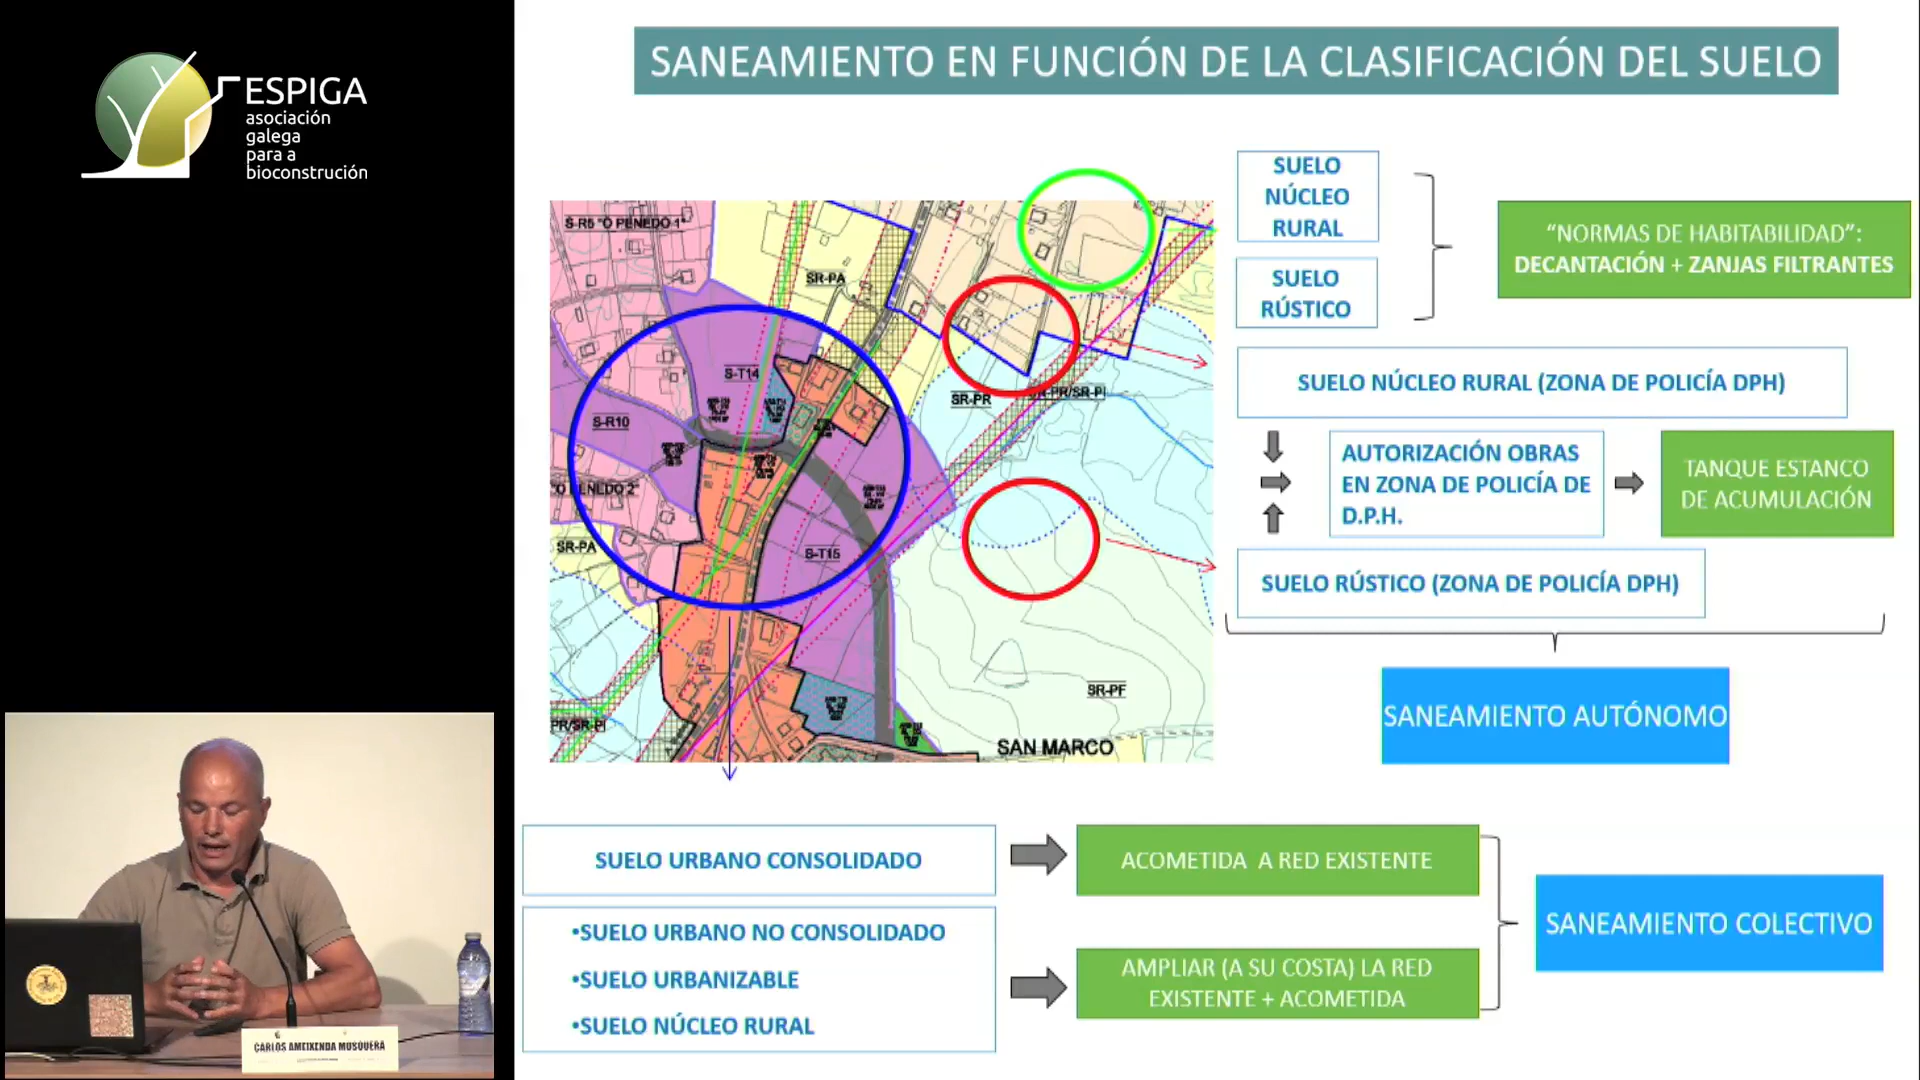 ESPIGA
asociación
galega
para a
bioconstrución
SANEAMIENTO EN FUNCIÓN DE LA CLASIFICACIÓN DEL SUELO
S-R5 "O PENEDO 1"
SR-PA
S-T14
S-R10
"O PENEDO 2"
SR-PA
S-T15
SR-PR
PR/SR-PI
SR-PF
PR/SR-PI
SAN MARCO
SUELO
NÚCLEO
RURAL
SUELO
RÚSTICO
“NORMAS DE HABITABILIDAD”:
DECANTACIÓN + ZANJAS FILTRANTES
SUELO NÚCLEO RURAL (ZONA DE POLICÍA DPH)
AUTORIZACIÓN OBRAS
EN ZONA DE POLICÍA DE
D.P.H.
TANQUE ESTANCO
DE ACUMULACIÓN
SUELO RÚSTICO (ZONA DE POLICÍA DPH)
SANEAMIENTO AUTÓNOMO
SUELO URBANO CONSOLIDADO
ACOMETIDA A RED EXISTENTE
•SUELO URBANO NO CONSOLIDADO
•SUELO URBANIZABLE
•SUELO NÚCLEO RURAL
AMPLIAR (A SU COSTA) LA RED
EXISTENTE + ACOMETIDA
SANEAMIENTO COLECTIVO
CARLOS AMEIXENDA MOSQUERA